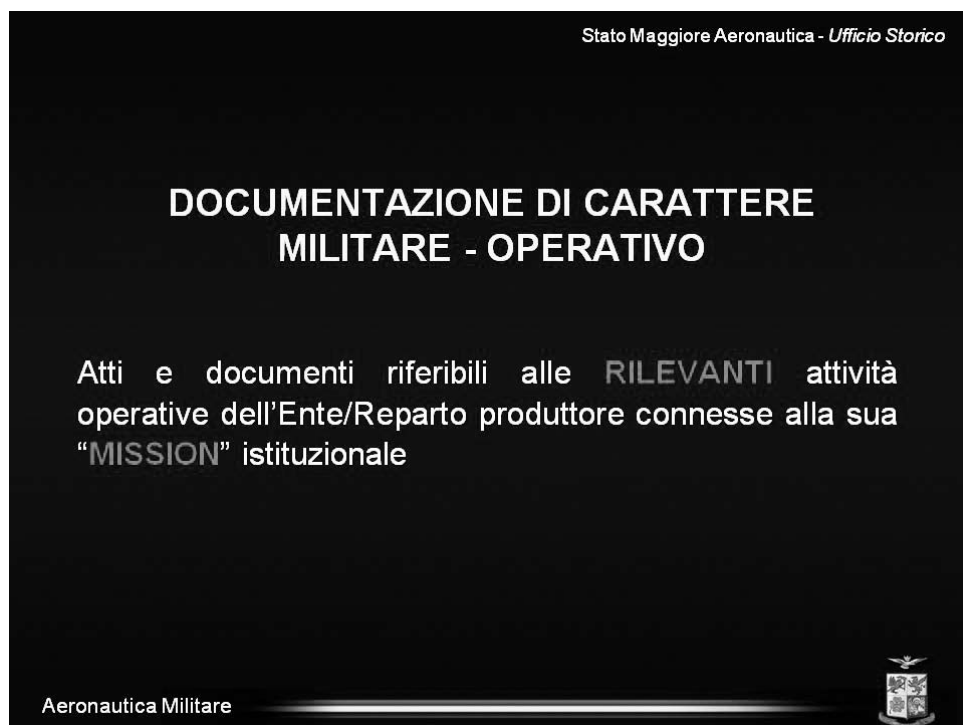 Stato Maggiore Aeronautica - Ufficio Storico
DOCUMENTAZIONE DI CARATTERE
MILITARE - OPERATIVO
Atti e documenti riferibili alle RILEVANTI attività
operative dell'Ente/Reparto produttore connesse alla sua
“MISSION” istituzionale
Aeronautica Militare